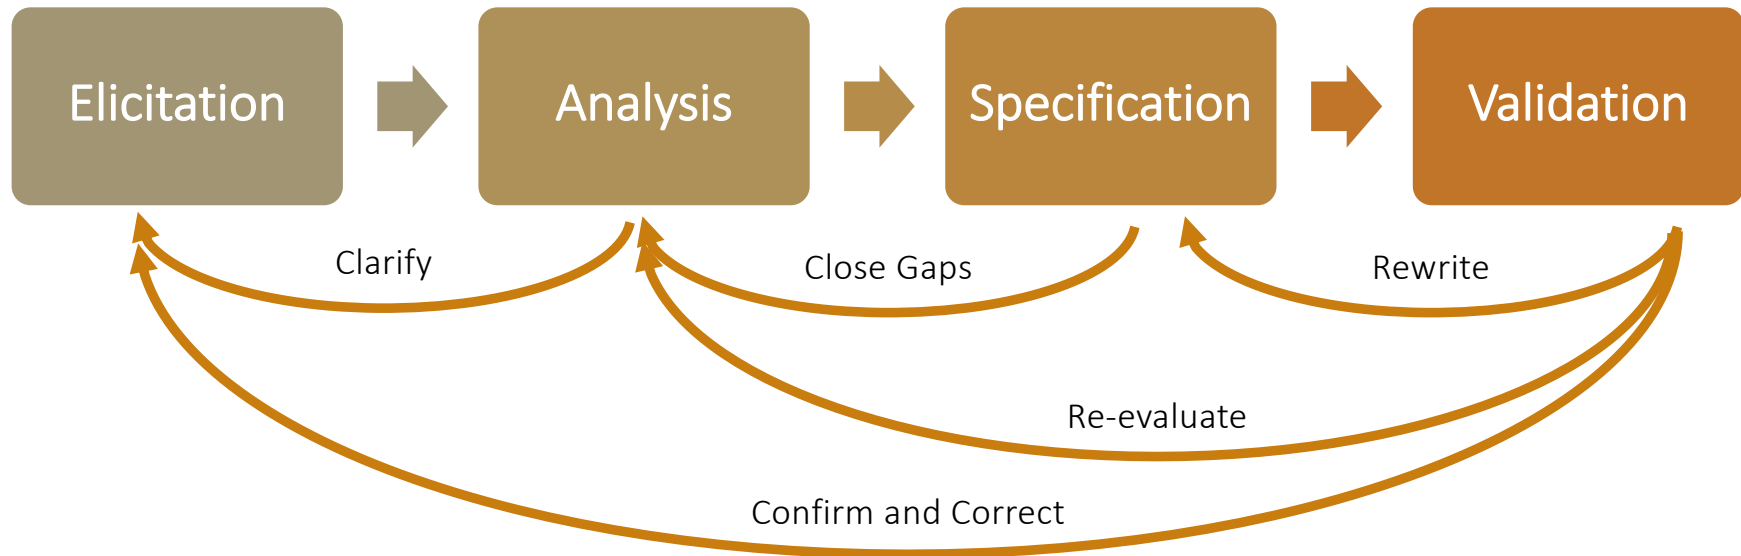 Elicitation
Analysis
Specification
Validation
Clarify
Close Gaps
Rewrite
Re-evaluate
Confirm and Correct